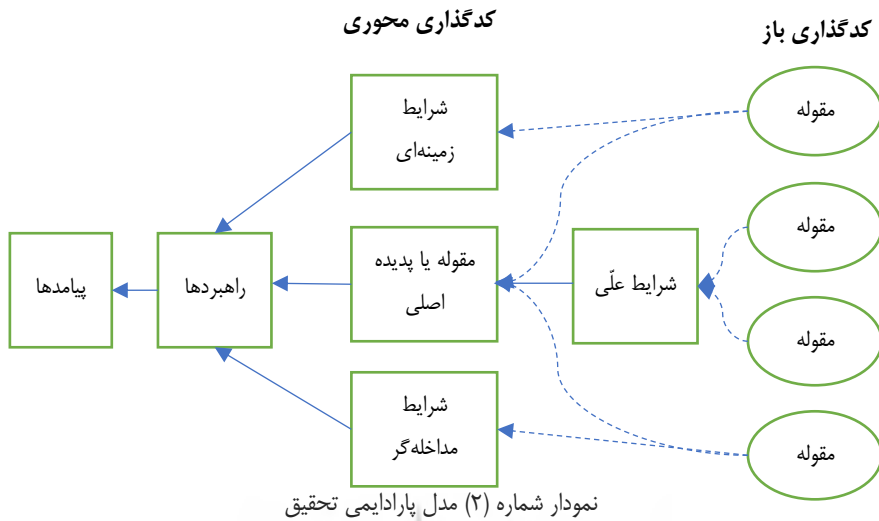 کدگذاری باز
کدگذاری محوری
مقوله
مقوله
مقوله
مقوله
شرایط علّی
شرایط
زمینه‌ای
مقوله یا پدیده
اصلی
شرایط
مداخله‌گر
راهبردها
پیامدها
نمودار شماره (۲) مدل پارادایمی تحقیق